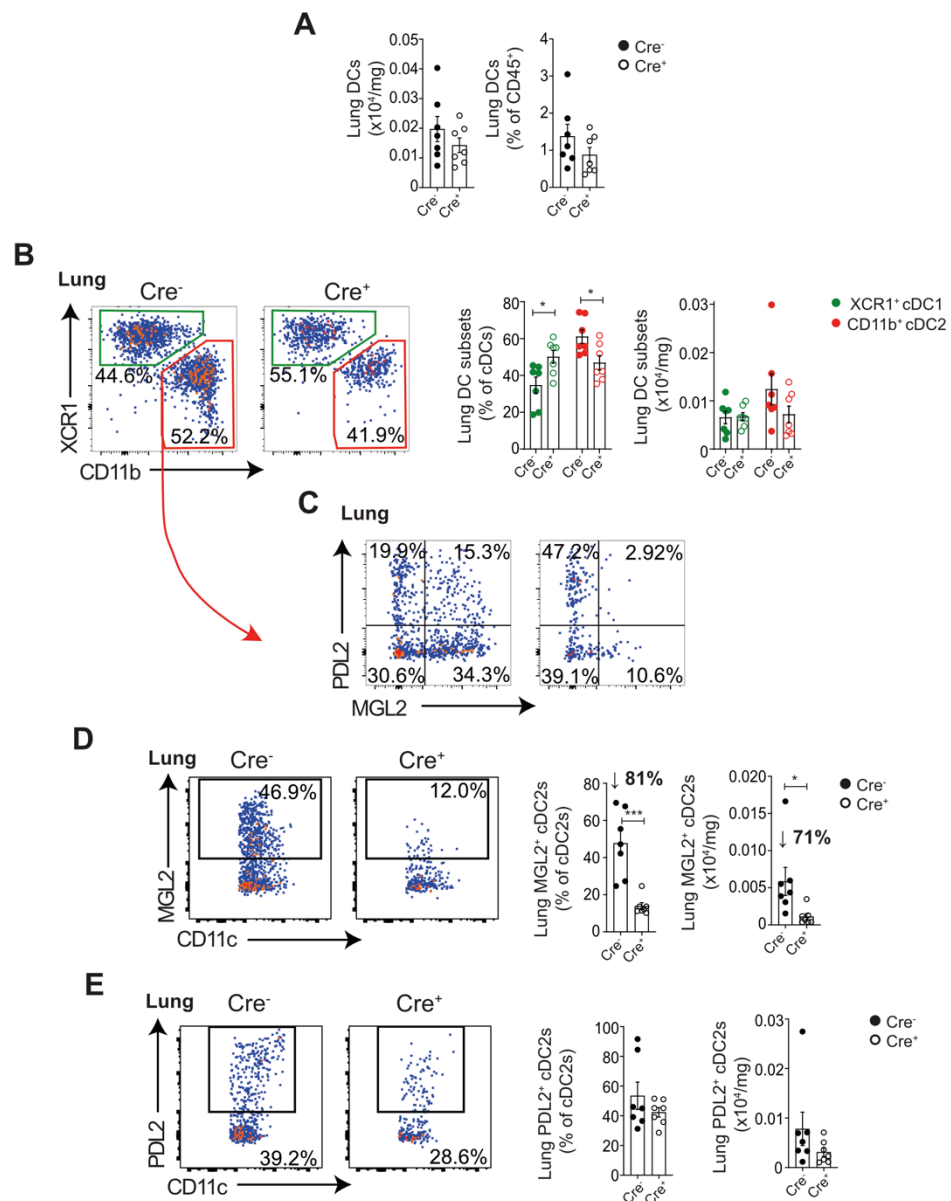 A
Lung DCs
(x10⁴/mg)
0.05
0.04
0.03
0.02
0.01
0
Cre⁻
Cre⁺
Lung DCs
(% of CD45⁺)
4
3
2
1
0
Cre⁻
Cre⁺
Cre⁻
Cre⁺
B
Lung
Cre⁻
Cre⁺
44.6%
52.2%
55.1%
41.9%
XCR1
CD11b
Lung DC subsets
(% of cDCs)
80
60
40
20
0
*
*
Cre⁻
Cre⁺
Cre⁻
Cre⁺
Lung DC subsets
(x10⁴/mg)
0.03
0.02
0.01
0
Cre⁻
Cre⁺
Cre⁻
Cre⁺
XCR1⁺ cDC1
CD11b⁺ cDC2
C
Lung
19.9%
15.3%
30.6%
34.3%
47.2%
2.92%
39.1%
10.6%
PDL2
MGL2
D
Lung
Cre⁻
Cre⁺
46.9%
12.0%
MGL2
CD11c
Lung MGL2⁺ cDC2s
(% of cDC2s)
80
60
40
20
0
↓ 81%
***
Cre⁻
Cre⁺
Lung MGL2⁺ cDC2s
(x10⁴/mg)
0.020
0.015
0.010
0.005
0
*
↓ 71%
Cre⁻
Cre⁺
Cre⁻
Cre⁺
E
Lung
Cre⁻
Cre⁺
39.2%
28.6%
PDL2
CD11c
Lung PDL2⁺ cDC2s
(% of cDC2s)
100
80
60
40
20
0
Cre⁻
Cre⁺
Lung PDL2⁺ cDC2s
(x10⁴/mg)
0.03
0.02
0.01
0
Cre⁻
Cre⁺
Cre⁻
Cre⁺